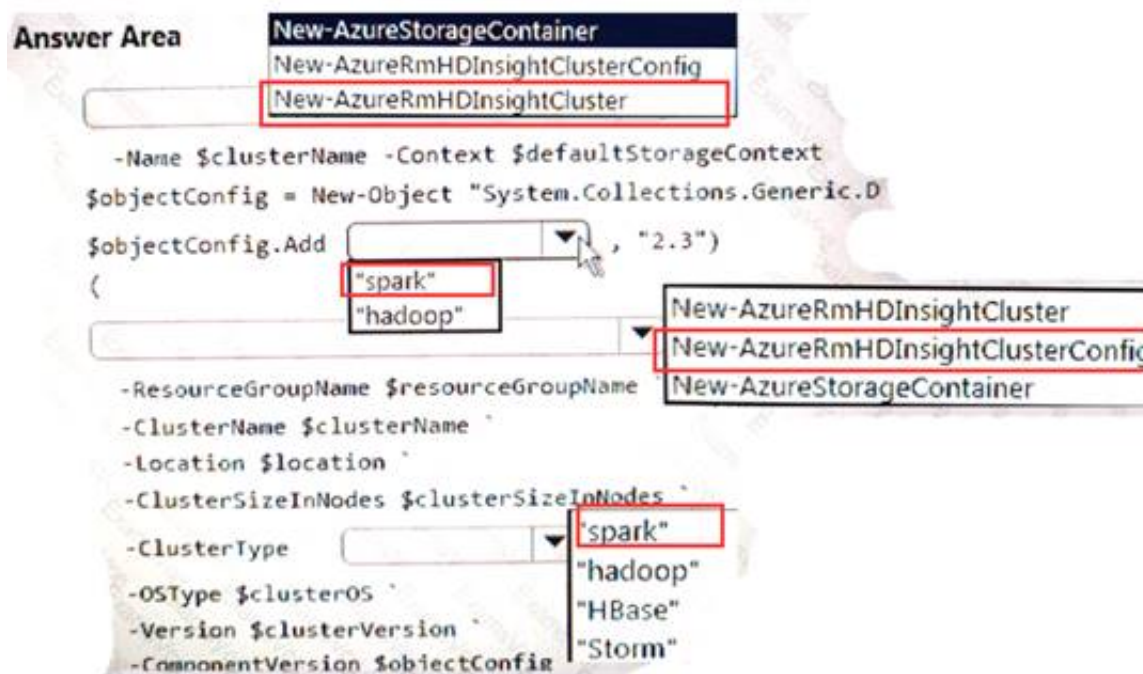 Answer Area
New-AzureStorageContainer
New-AzureRmHDInsightClusterConfig
New-AzureRmHDInsightCluster
-Name $clusterName -Context $defaultStorageContext
$objectConfig = New-Object "System.Collections.Generic.D
$objectConfig.Add , "2.3")
(
"spark"
"hadoop"
New-AzureRmHDInsightCluster
New-AzureRmHDInsightClusterConfig
New-AzureStorageContainer
-ResourceGroupName $resourceGroupName `
-ClusterName $clusterName `
-Location $location `
-ClusterSizeInNodes $clusterSizeInNodes `
-ClusterType
"spark"
"hadoop"
"HBase"
"Storm"
-OSType $clusterOS `
-Version $clusterVersion `
-ComponentVersion $objectConfig